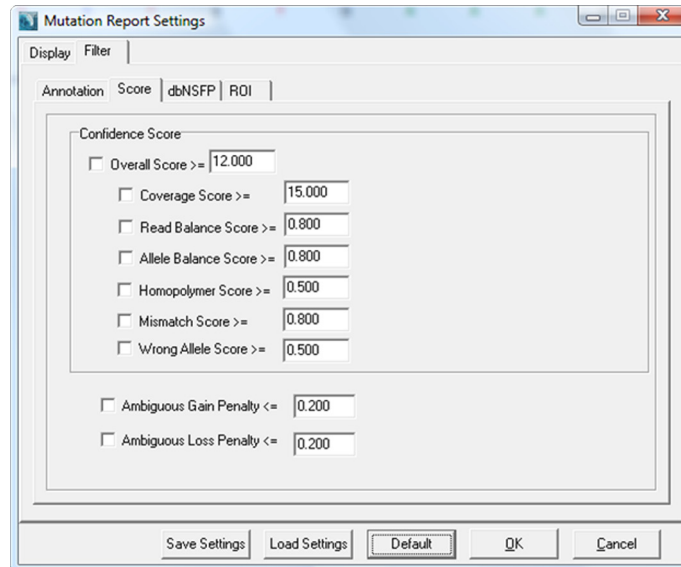 Mutation Report Settings
Display Filter
Annotation Score dbNSFP ROI
Confidence Score
Overall Score >= 12.000
Coverage Score >= 15.000
Read Balance Score >= 0.800
Allele Balance Score >= 0.800
Homopolymer Score >= 0.500
Mismatch Score >= 0.800
Wrong Allele Score >= 0.500
Ambiguous Gain Penalty <= 0.200
Ambiguous Loss Penalty <= 0.200
Save Settings Load Settings Default OK Cancel